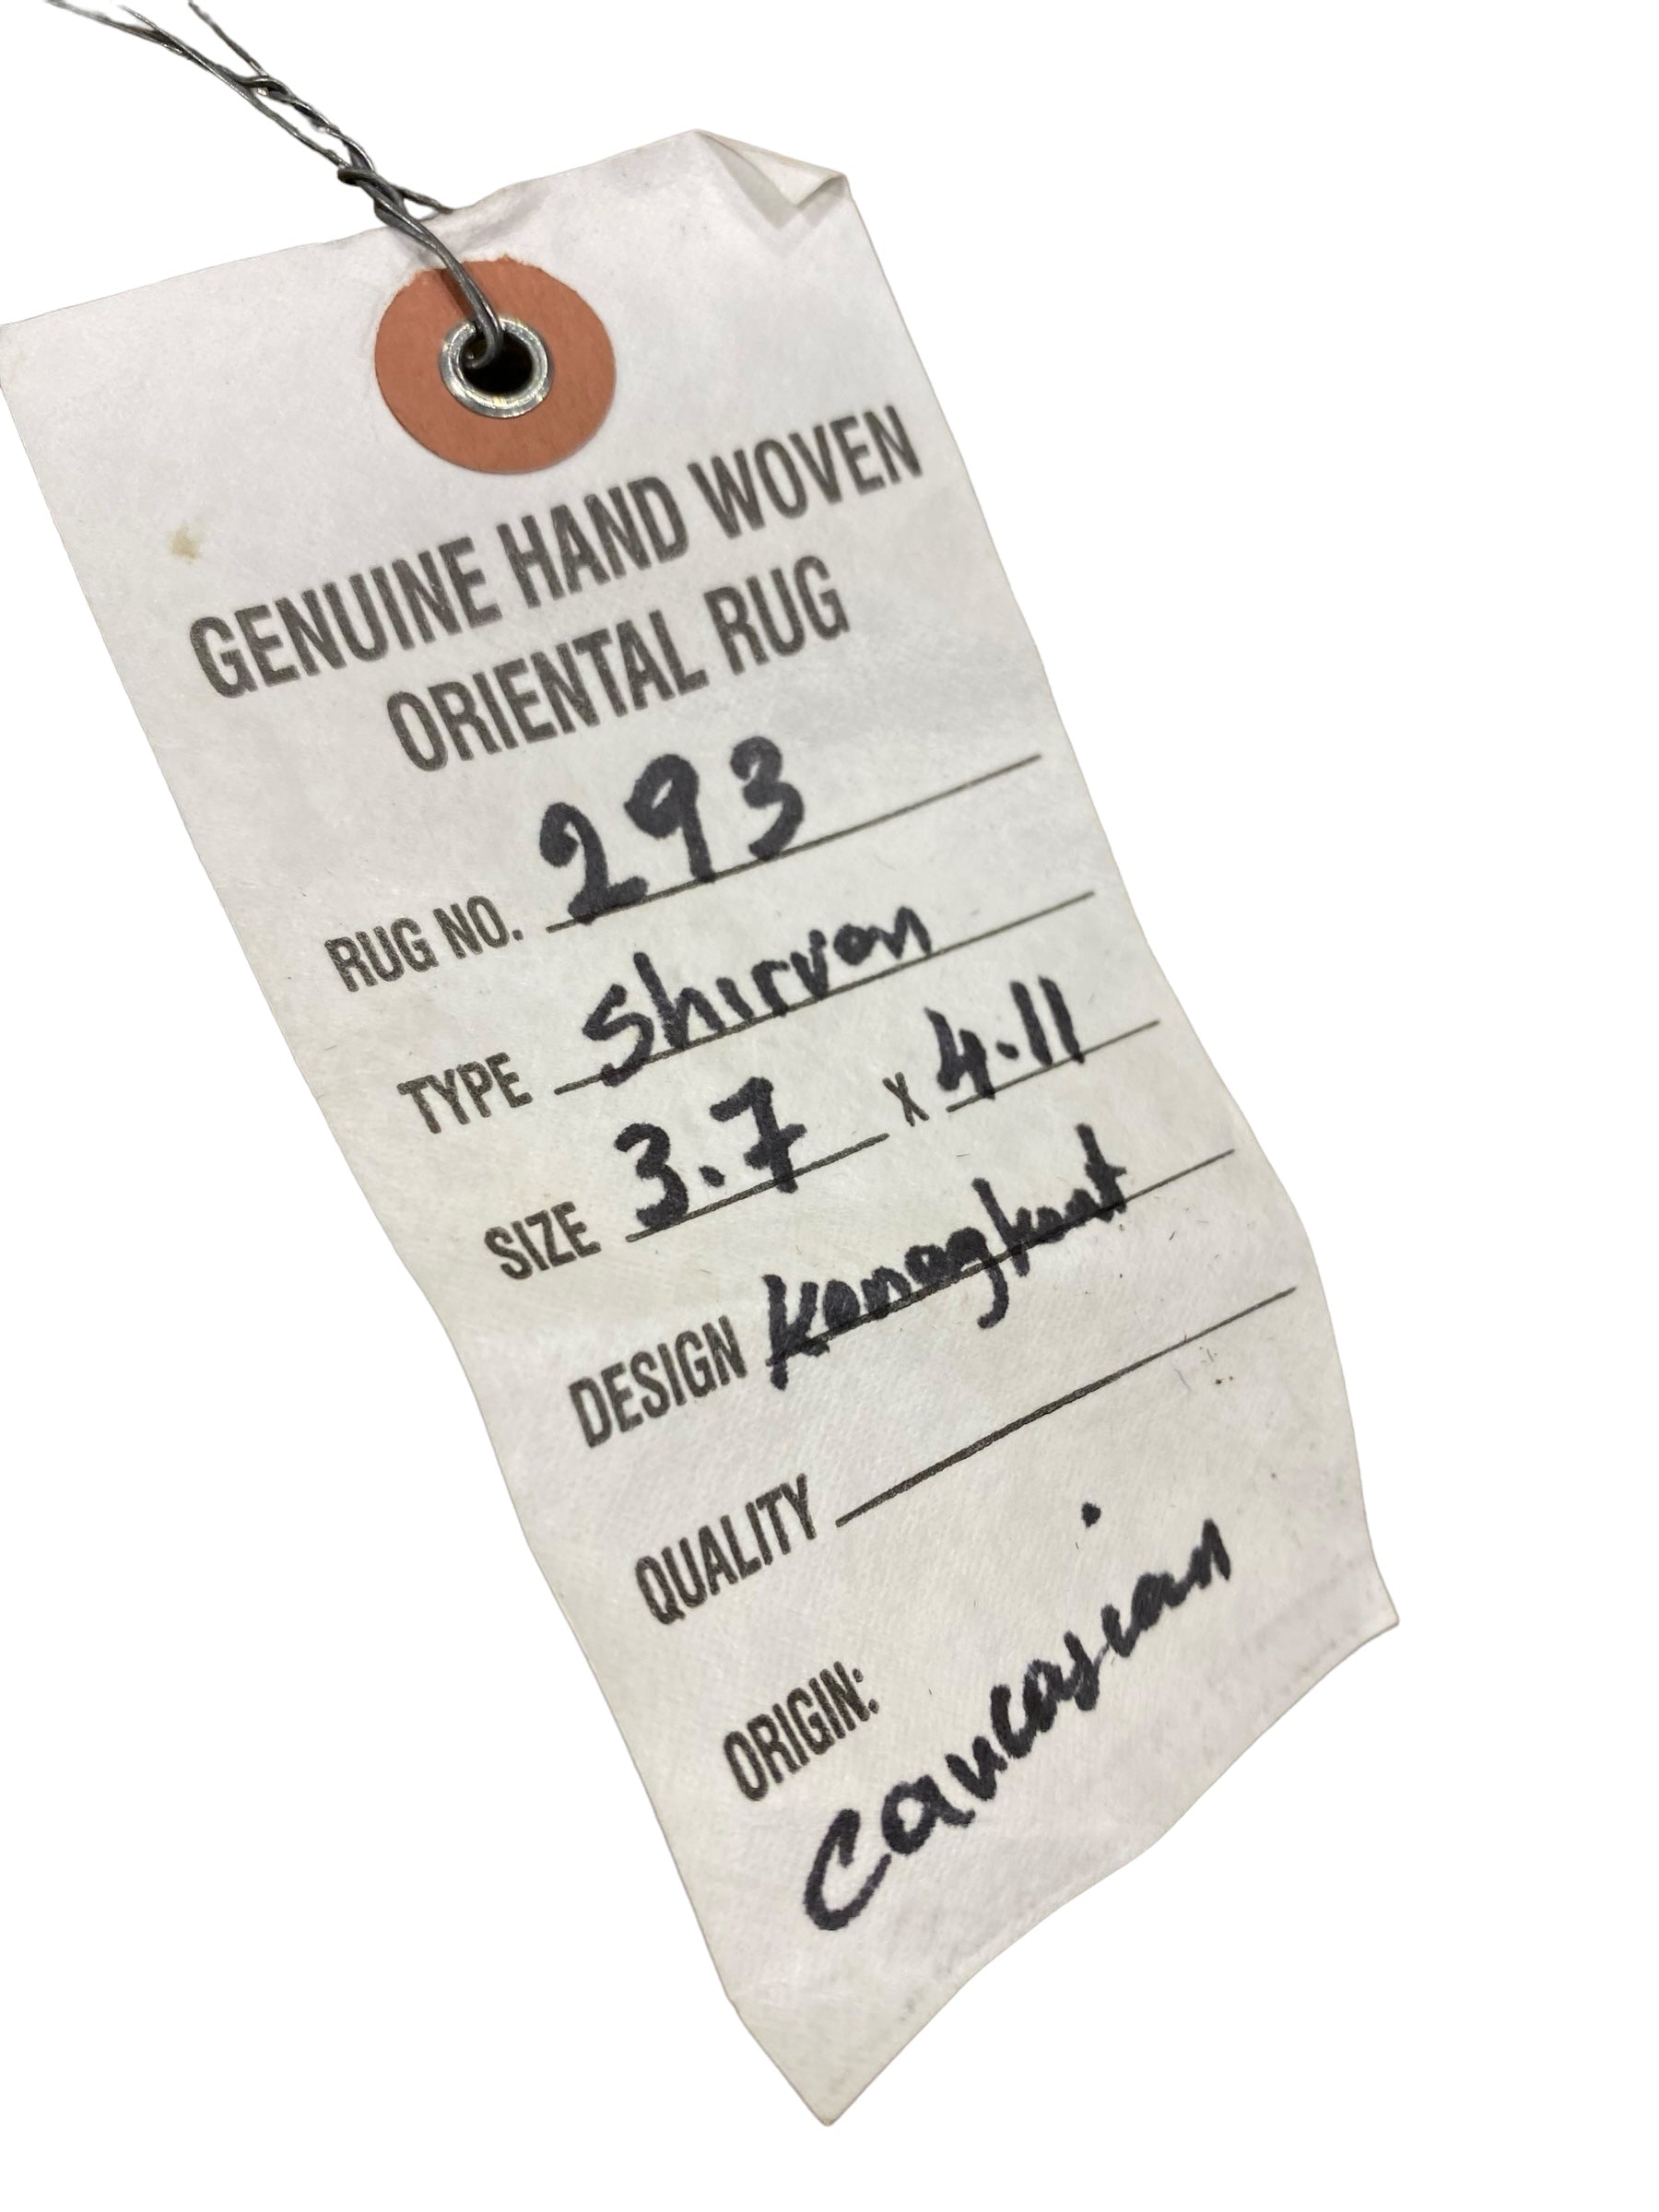 GENUINE HAND WOVEN
ORIENTAL RUG
RUG NO. 293
TYPE Shirvan
SIZE 3.7 X 4.11
DESIGN Konagkent
QUALITY
ORIGIN:
Caucasian